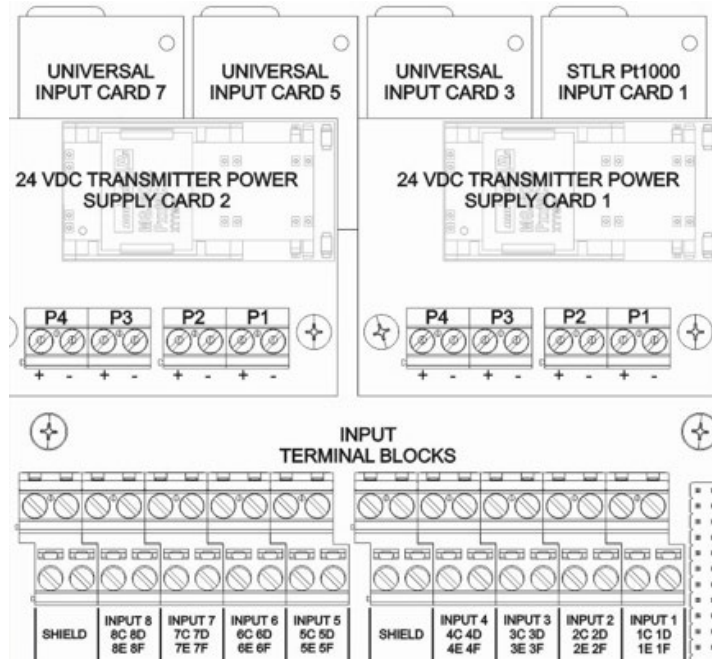 UNIVERSAL
INPUT CARD 7
UNIVERSAL
INPUT CARD 5
UNIVERSAL
INPUT CARD 3
STLR Pt1000
INPUT CARD 1
24 VDC TRANSMITTER POWER
SUPPLY CARD 2
24 VDC TRANSMITTER POWER
SUPPLY CARD 1
P4 P3 P2 P1
+ - + - + - + -
P4 P3 P2 P1
+ - + - + - + -
INPUT
TERMINAL BLOCKS
SHIELD
INPUT 8
8C 8D
8E 8F
INPUT 7
7C 7D
7E 7F
INPUT 6
6C 6D
6E 6F
INPUT 5
5C 5D
5E 5F
SHIELD
INPUT 4
4C 4D
4E 4F
INPUT 3
3C 3D
3E 3F
INPUT 2
2C 2D
2E 2F
INPUT 1
1C 1D
1E 1F